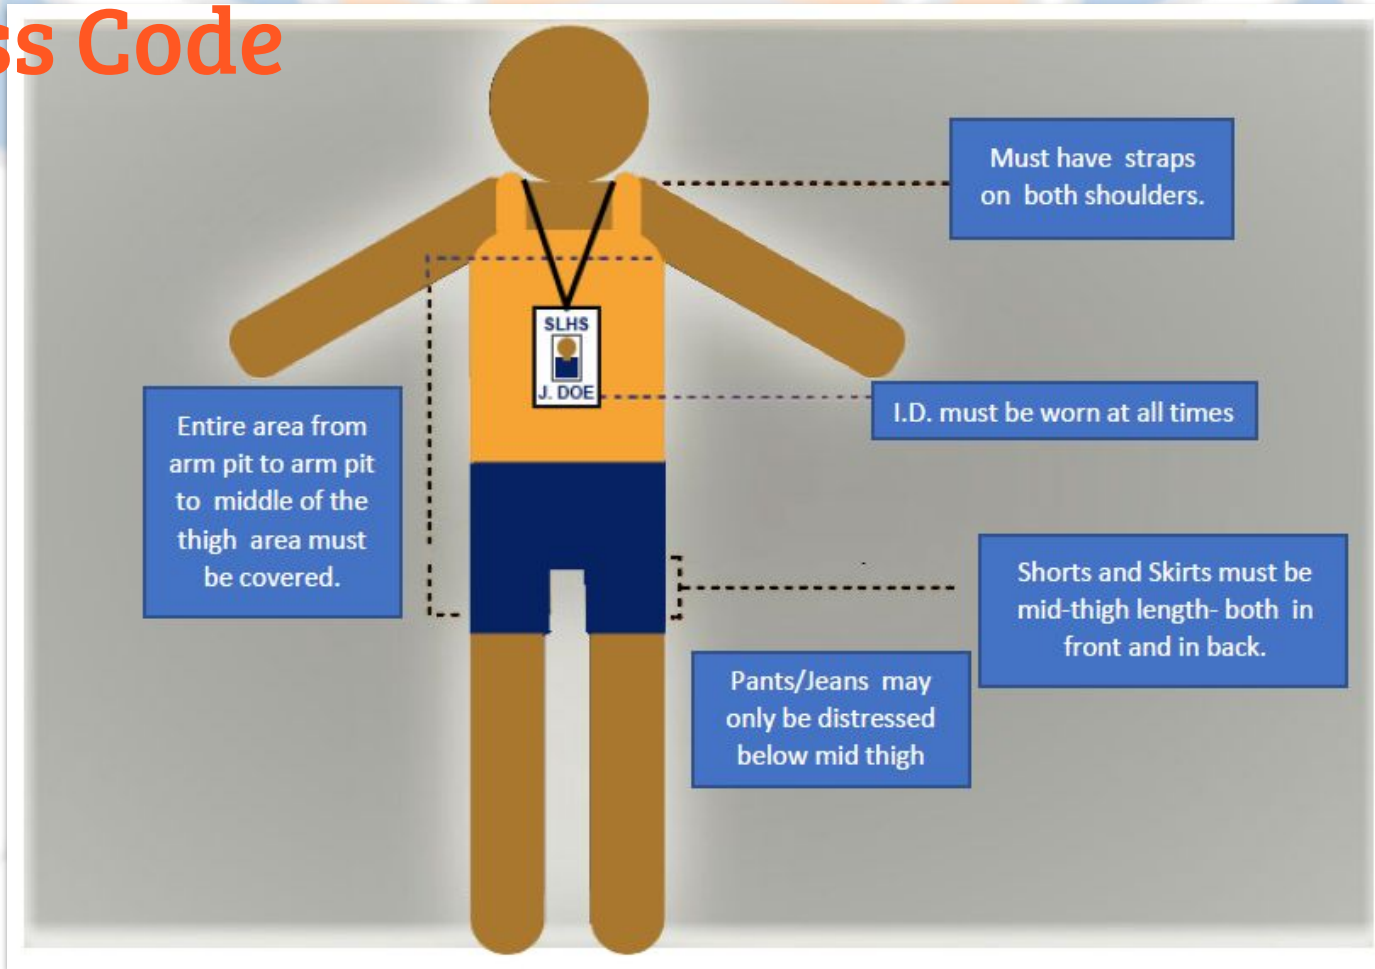 ss Code
Must have straps
on both shoulders.
SLHS
J. DOE
I.D. must be worn at all times
Entire area from
arm pit to arm pit
to middle of the
thigh area must
be covered.
Shorts and Skirts must be
mid-thigh length- both in
front and in back.
Pants/Jeans may
only be distressed
below mid thigh